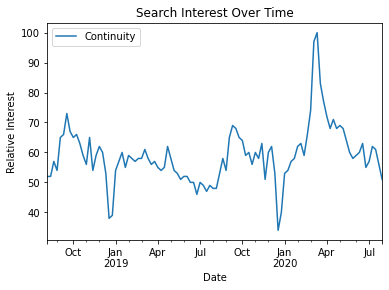 Search Interest Over Time
Continuity
Relative Interest
100
90
80
70
60
50
40
Oct Jan Apr Jul Oct Jan Apr Jul
2019 2020
Date